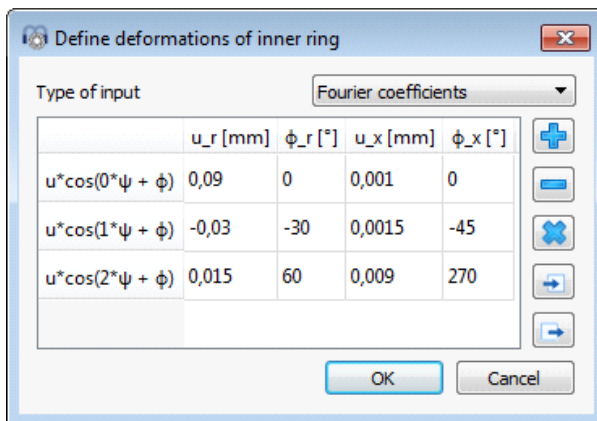 Define deformations of inner ring
Type of input Fourier coefficients
u_r [mm] ϕ_r [°] u_x [mm] ϕ_x [°]
u*cos(0*ψ + ϕ) 0,09 0 0,001 0
u*cos(1*ψ + ϕ) -0,03 -30 0,0015 -45
u*cos(2*ψ + ϕ) 0,015 60 0,009 270
OK Cancel